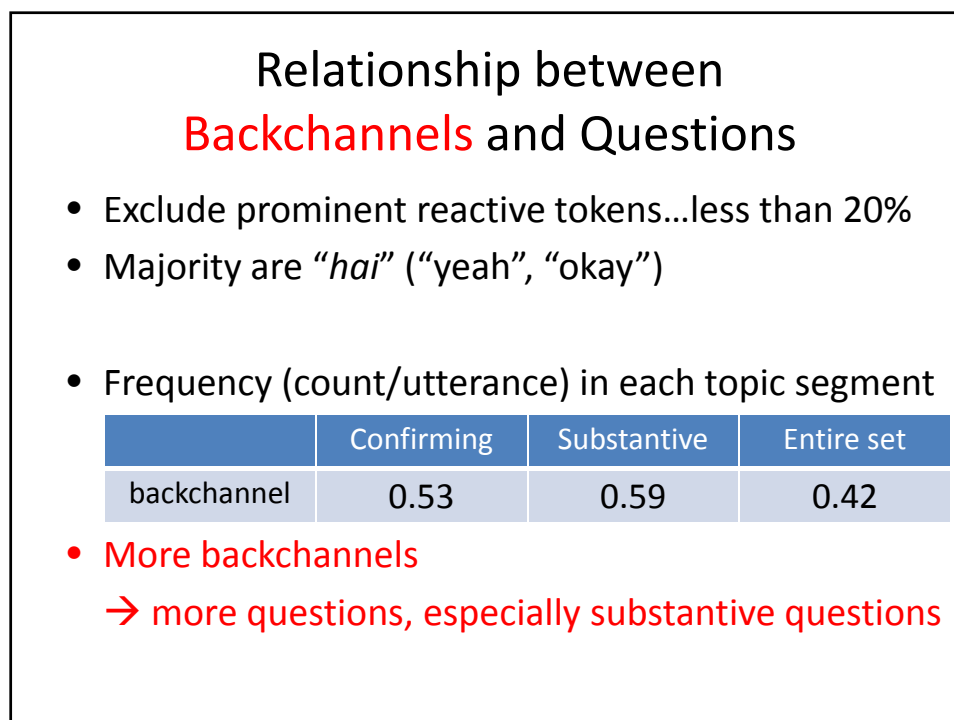 Relationship between
Backchannels and Questions
• Exclude prominent reactive tokens…less than 20%
• Majority are “hai” (“yeah”, “okay”)
• Frequency (count/utterance) in each topic segment
Confirming Substantive Entire set
backchannel 0.53 0.59 0.42
• More backchannels
→ more questions, especially substantive questions